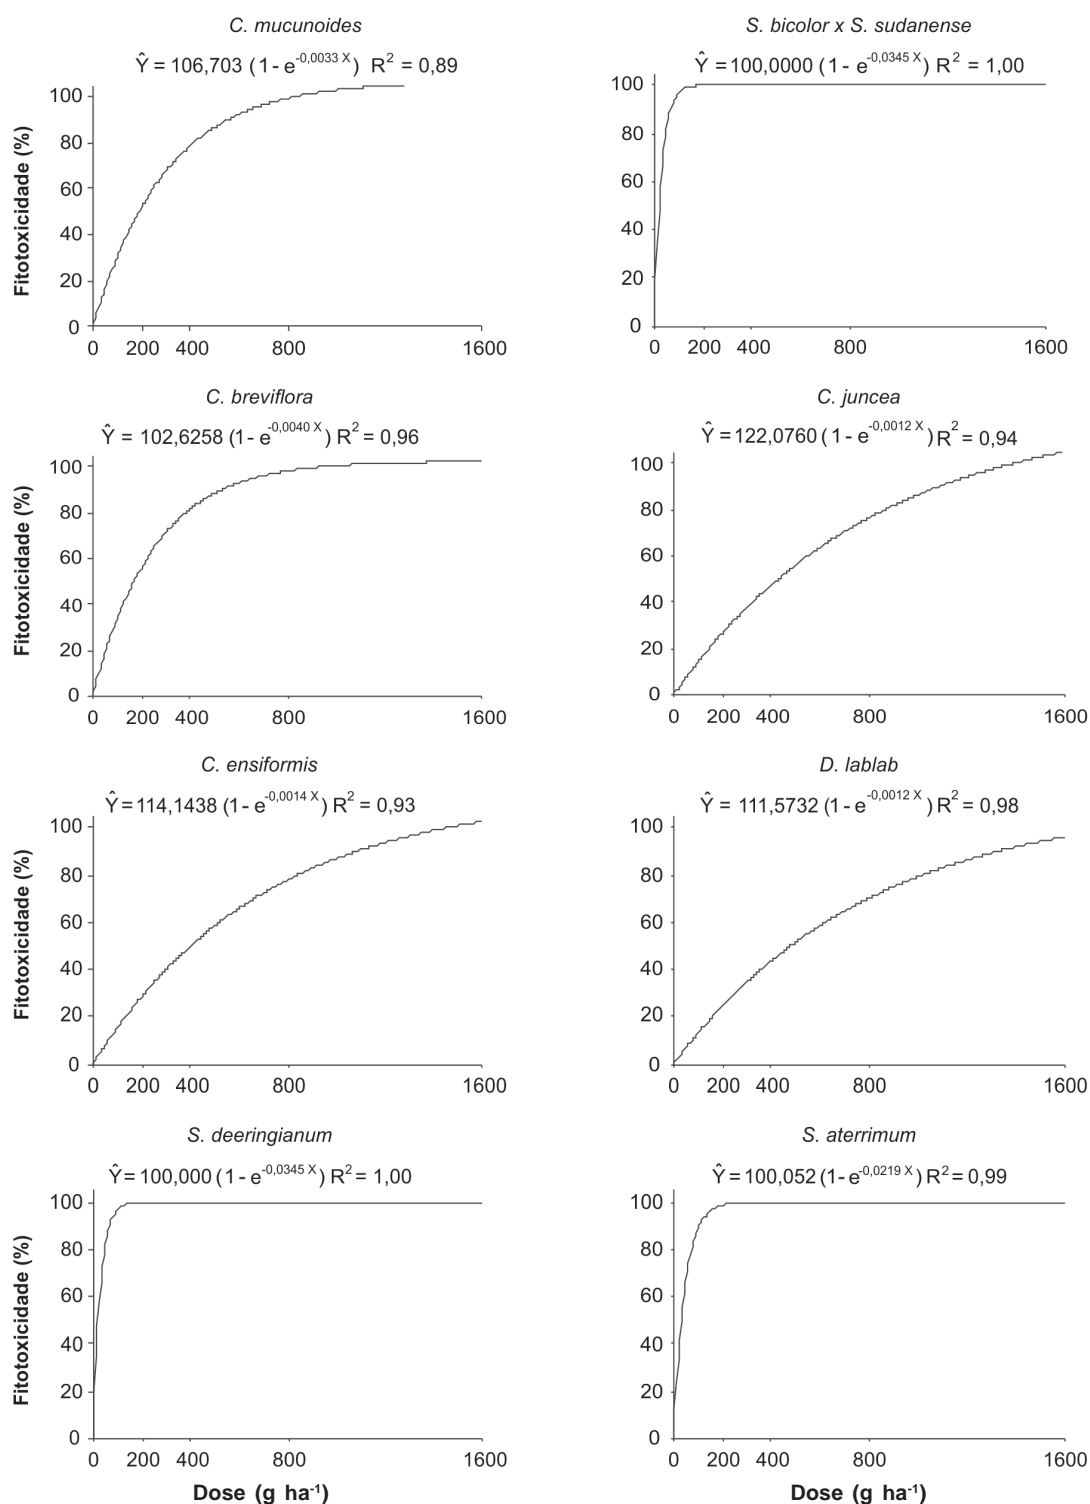 C. mucunoides
Ŷ = 106,703 (1 - e-0,0033 X) R2 = 0,89
Fitotoxicidade (%)
100
80
60
40
20
0
0 200 400 800 1600
S. bicolor x S. sudanense
Ŷ = 100,0000 (1 - e-0,0345 X) R2 = 1,00
100
80
60
40
20
0
0 200 400 800 1600
C. breviflora
Ŷ = 102,6258 (1- e-0,0040 X) R2 = 0,96
Fitotoxicidade (%)
100
80
60
40
20
0
0 200 400 800 1600
C. juncea
Ŷ = 122,0760 (1 - e-0,0012 X) R2 = 0,94
100
80
60
40
20
0
0 200 400 800 1600
C. ensiformis
Ŷ = 114,1438 (1- e-0,0014 X) R2 = 0,93
Fitotoxicidade (%)
100
80
60
40
20
0
0 200 400 800 1600
D. lablab
Ŷ = 111,5732 (1- e-0,0012 X) R2 = 0,98
100
80
60
40
20
0
0 200 400 800 1600
S. deeringianum
Ŷ = 100,000 (1 - e-0,0345 X) R2 = 1,00
Fitotoxicidade (%)
100
80
60
40
20
0
0 200 400 800 1600
Dose (g ha-1)
S. aterrimum
Ŷ = 100,052 (1- e-0,0219 X) R2 = 0,99
100
80
60
40
20
0
0 200 400 800 1600
Dose (g ha-1)